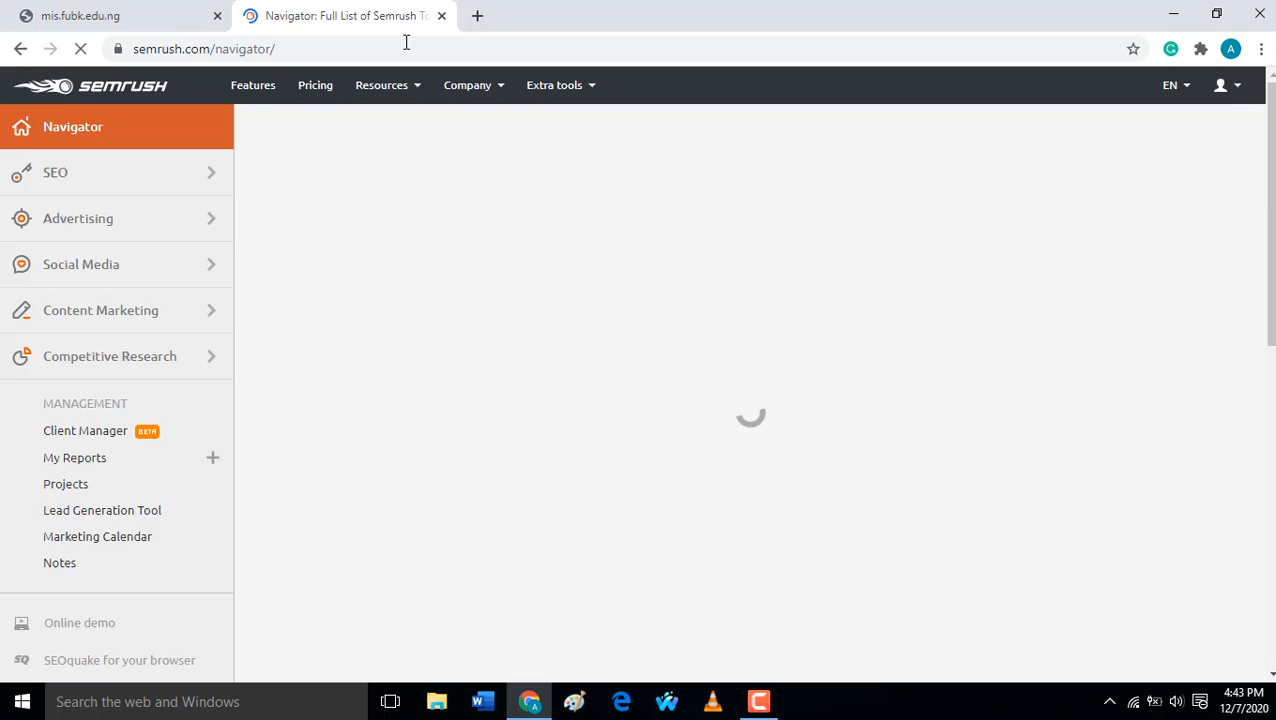 mis.fubk.edu.ng
Navigator: Full List of Semrush To
semrush.com/navigator/
A
SEMRUSH
Features
Pricing
Resources
Company
Extra tools
EN
Navigator
SEO
Advertising
Social Media
Content Marketing
Competitive Research
MANAGEMENT
Client Manager BETA
My Reports
Projects
Lead Generation Tool
Marketing Calendar
Notes
Online demo
SQ SEOquake for your browser
Search the web and Windows
4:43 PM
12/7/2020